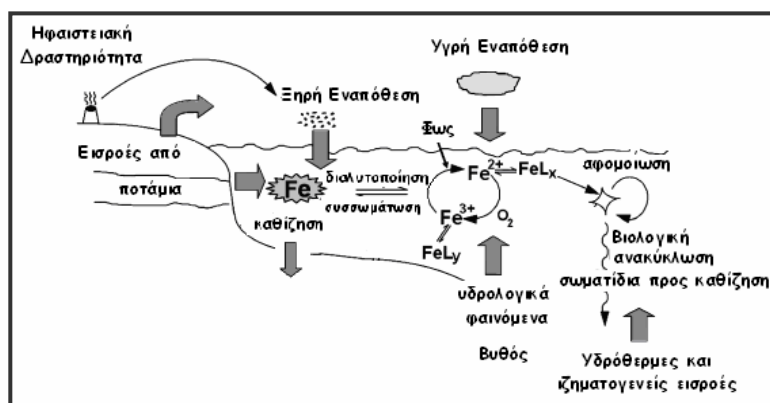 Ηφαιστειακή
Δραστηριότητα
Υγρή Εναπόθεση
Ξηρή Εναπόθεση
Φως
Εισροές από
ποτάμια
Fe
διαλυτοποίηση
συσσωμάτωση
Fe2+
FeLx
αφομοίωση
Fe3+
O2
FeLy
καθίζηση
Βιολογική
ανακύκλωση
σωματίδια προς καθίζηση
υδρολογικά
φαινόμενα
Βυθός
Υδρόθερμες και
ιζηματογενείς εισροές